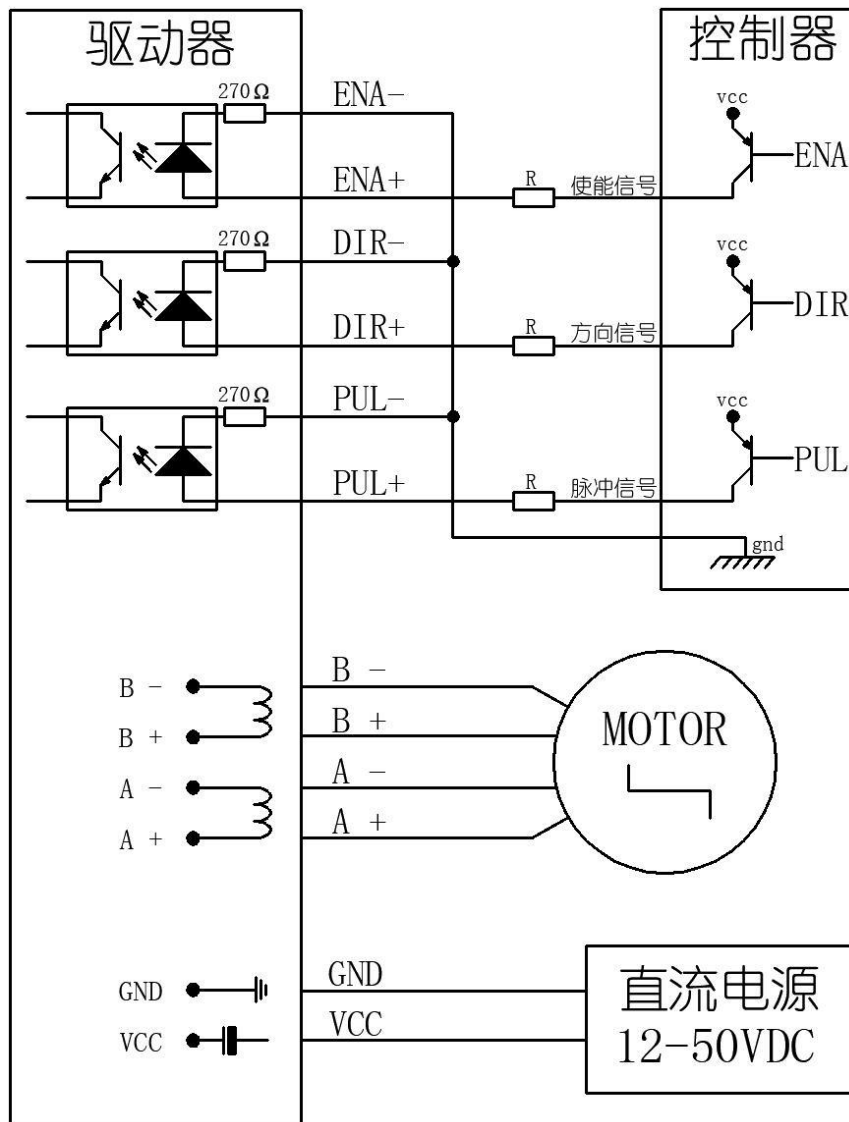 驱动器
控制器
270Ω
ENA-
vcc
ENA
ENA+
R
使能信号
270Ω
DIR-
vcc
DIR
DIR+
R
方向信号
270Ω
PUL-
vcc
PUL
PUL+
R
脉冲信号
gnd
B -
B -
B +
B +
MOTOR
A -
A -
A +
A +
GND
GND
直流电源
VCC
VCC
12-50VDC